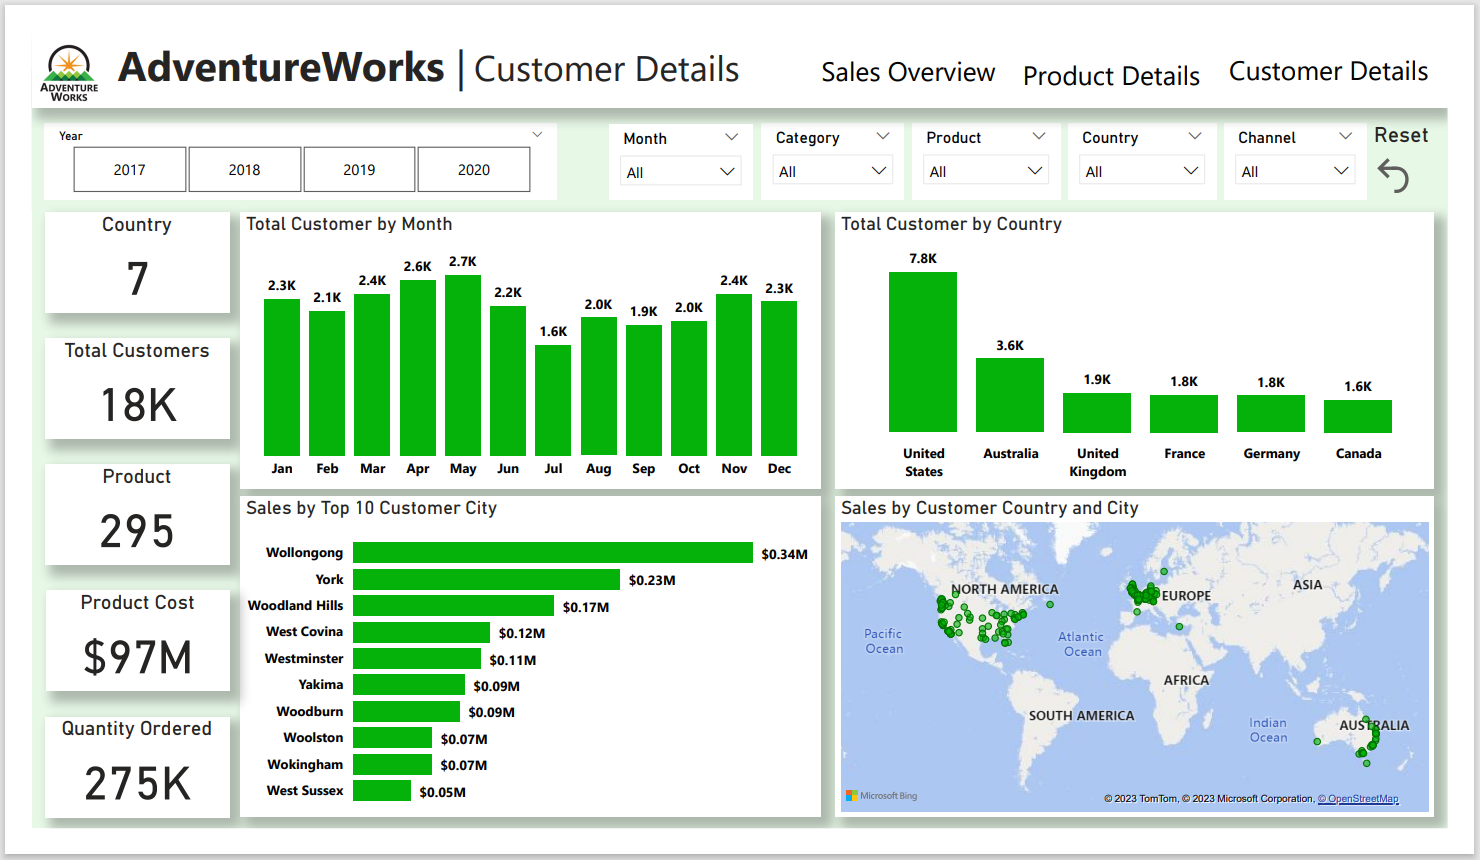 ADVENTURE
WORKS
AdventureWorks | Customer Details
Sales Overview
Product Details
Customer Details
Year
2017
2018
2019
2020
Month
All
Category
All
Product
All
Country
All
Channel
All
Reset
Country
7
Total Customers
18K
Product
295
Product Cost
$97M
Quantity Ordered
275K
Total Customer by Month
2.3K
2.1K
2.4K
2.6K
2.7K
2.2K
1.6K
2.0K
1.9K
2.0K
2.4K
2.3K
Jan
Feb
Mar
Apr
May
Jun
Jul
Aug
Sep
Oct
Nov
Dec
Total Customer by Country
7.8K
3.6K
1.9K
1.8K
1.8K
1.6K
United
States
Australia
United
Kingdom
France
Germany
Canada
Sales by Top 10 Customer City
Wollongong $0.34M
York $0.23M
Woodland Hills $0.17M
West Covina $0.12M
Westminster $0.11M
Yakima $0.09M
Woodburn $0.09M
Woolston $0.07M
Wokingham $0.07M
West Sussex $0.05M
Sales by Customer Country and City
NORTH AMERICA
EUROPE
ASIA
Pacific
Ocean
Atlantic
Ocean
AFRICA
SOUTH AMERICA
Indian
Ocean
AUSTRALIA
Microsoft Bing
© 2023 TomTom, © 2023 Microsoft Corporation, © OpenStreetMap